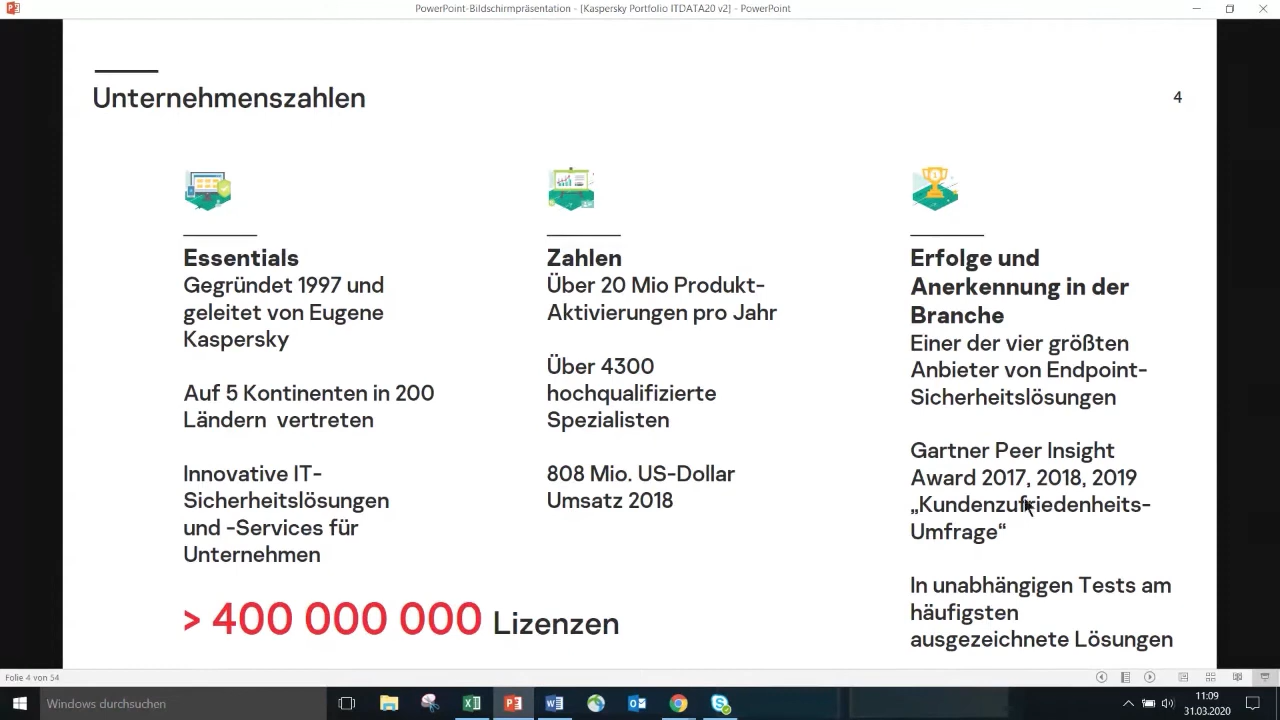 PowerPoint-Bildschirmpräsentation - [Kaspersky Portfolio ITDATA20 v2] - PowerPoint
Unternehmenszahlen
4
Essentials
Gegründet 1997 und
geleitet von Eugene
Kaspersky
Auf 5 Kontinenten in 200
Ländern vertreten
Innovative IT-
Sicherheitslösungen
und -Services für
Unternehmen
Zahlen
Über 20 Mio Produkt-
Aktivierungen pro Jahr
Über 4300
hochqualifizierte
Spezialisten
808 Mio. US-Dollar
Umsatz 2018
> 400 000 000 Lizenzen
Erfolge und
Anerkennung in der
Branche
Einer der vier größten
Anbieter von Endpoint-
Sicherheitslösungen
Gartner Peer Insight
Award 2017, 2018, 2019
„Kundenzufriedenheits-
Umfrage“
In unabhängigen Tests am
häufigsten
ausgezeichnete Lösungen
Folie 4 von 54
Windows durchsuchen
11:09
31.03.2020